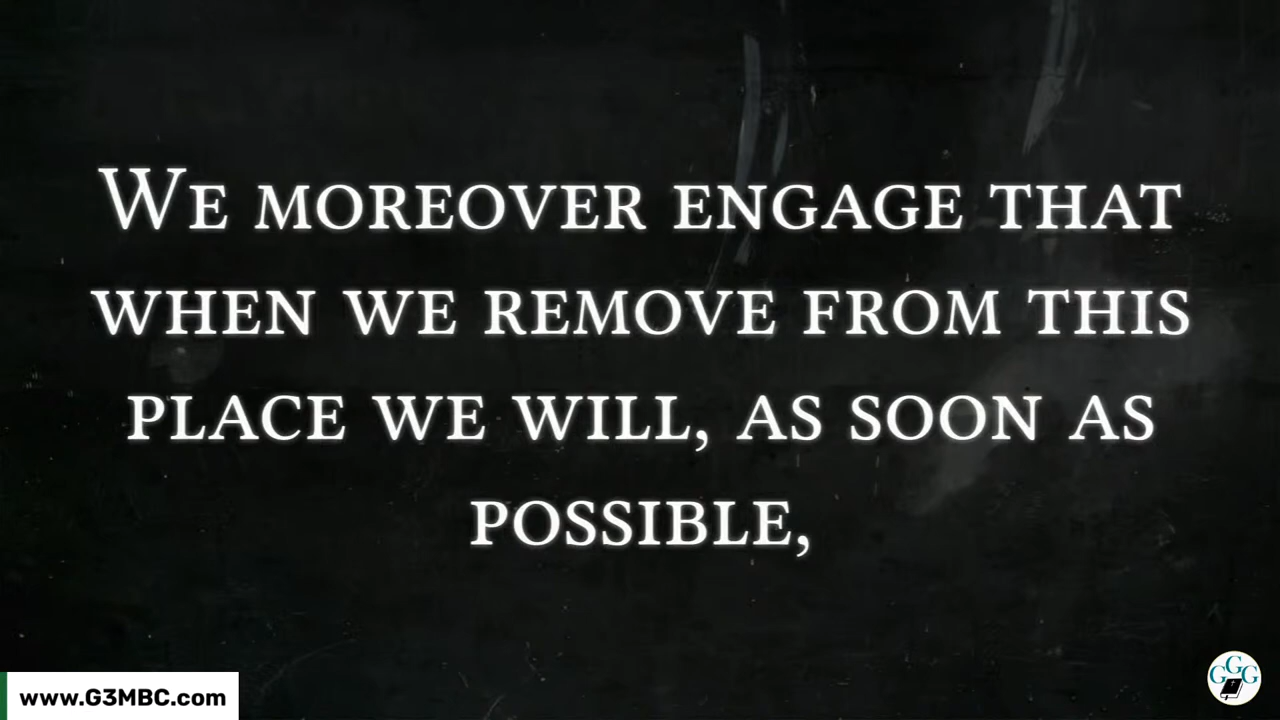 We moreover engage that
when we remove from this
place we will, as soon as
possible,
www.G3MBC.com
GGG